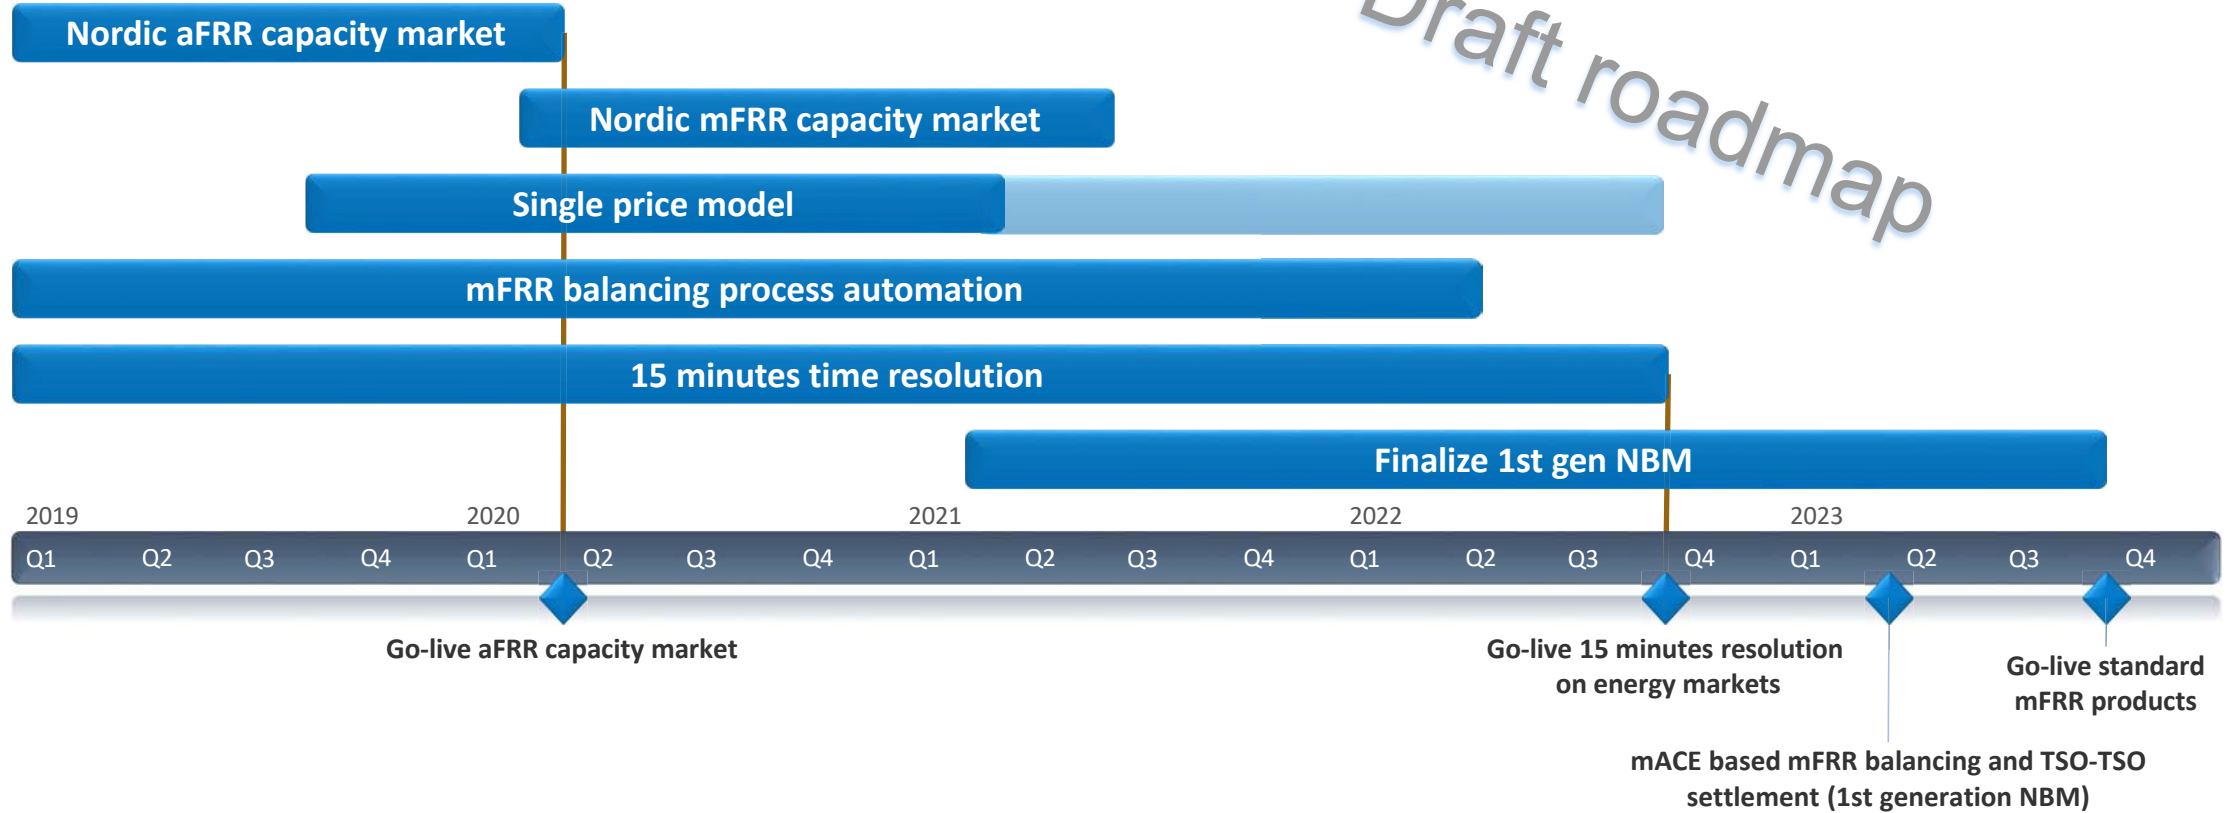 Draft roadmap
Nordic aFRR capacity market
Nordic mFRR capacity market
Single price model
mFRR balancing process automation
15 minutes time resolution
Finalize 1st gen NBM
2019 2020 2021 2022 2023
Q1 Q2 Q3 Q4 Q1 Q2 Q3 Q4 Q1 Q2 Q3 Q4 Q1 Q2 Q3 Q4 Q1 Q2 Q3 Q4
Go-live aFRR capacity market
Go-live 15 minutes resolution
on energy markets
Go-live standard
mFRR products
mACE based mFRR balancing and TSO-TSO
settlement (1st generation NBM)